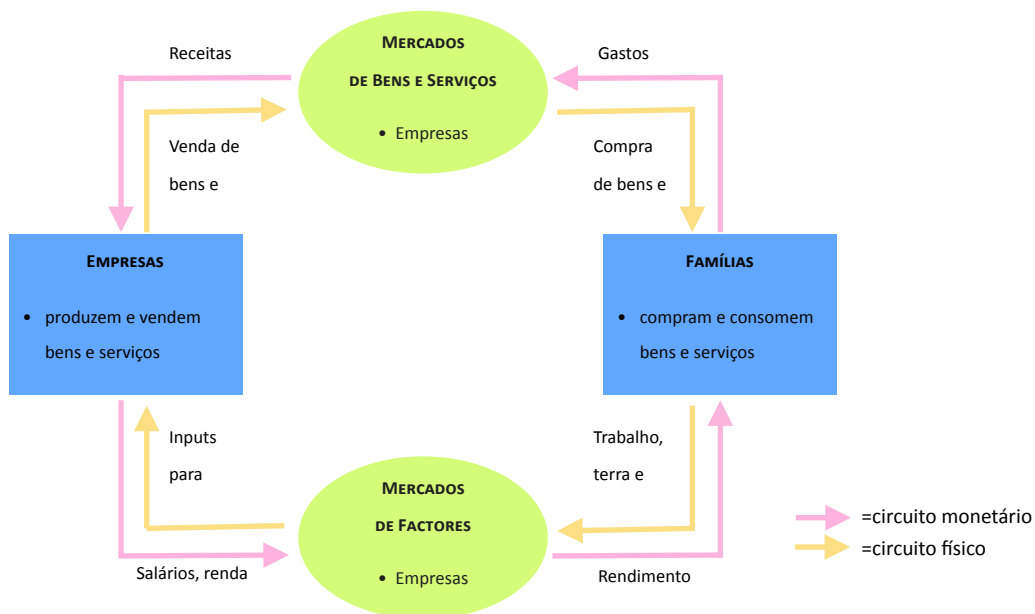 Receitas
MERCADOS
DE BENS E SERVIÇOS
• Empresas
Gastos
Venda de
bens e
Compra
de bens e
EMPRESAS
• produzem e vendem
bens e serviços
FAMÍLIAS
• compram e consomem
bens e serviços
Inputs
para
Trabalho,
terra e
MERCADOS
DE FACTORES
• Empresas
Salários, renda
Rendimento
=circuito monetário
=circuito físico